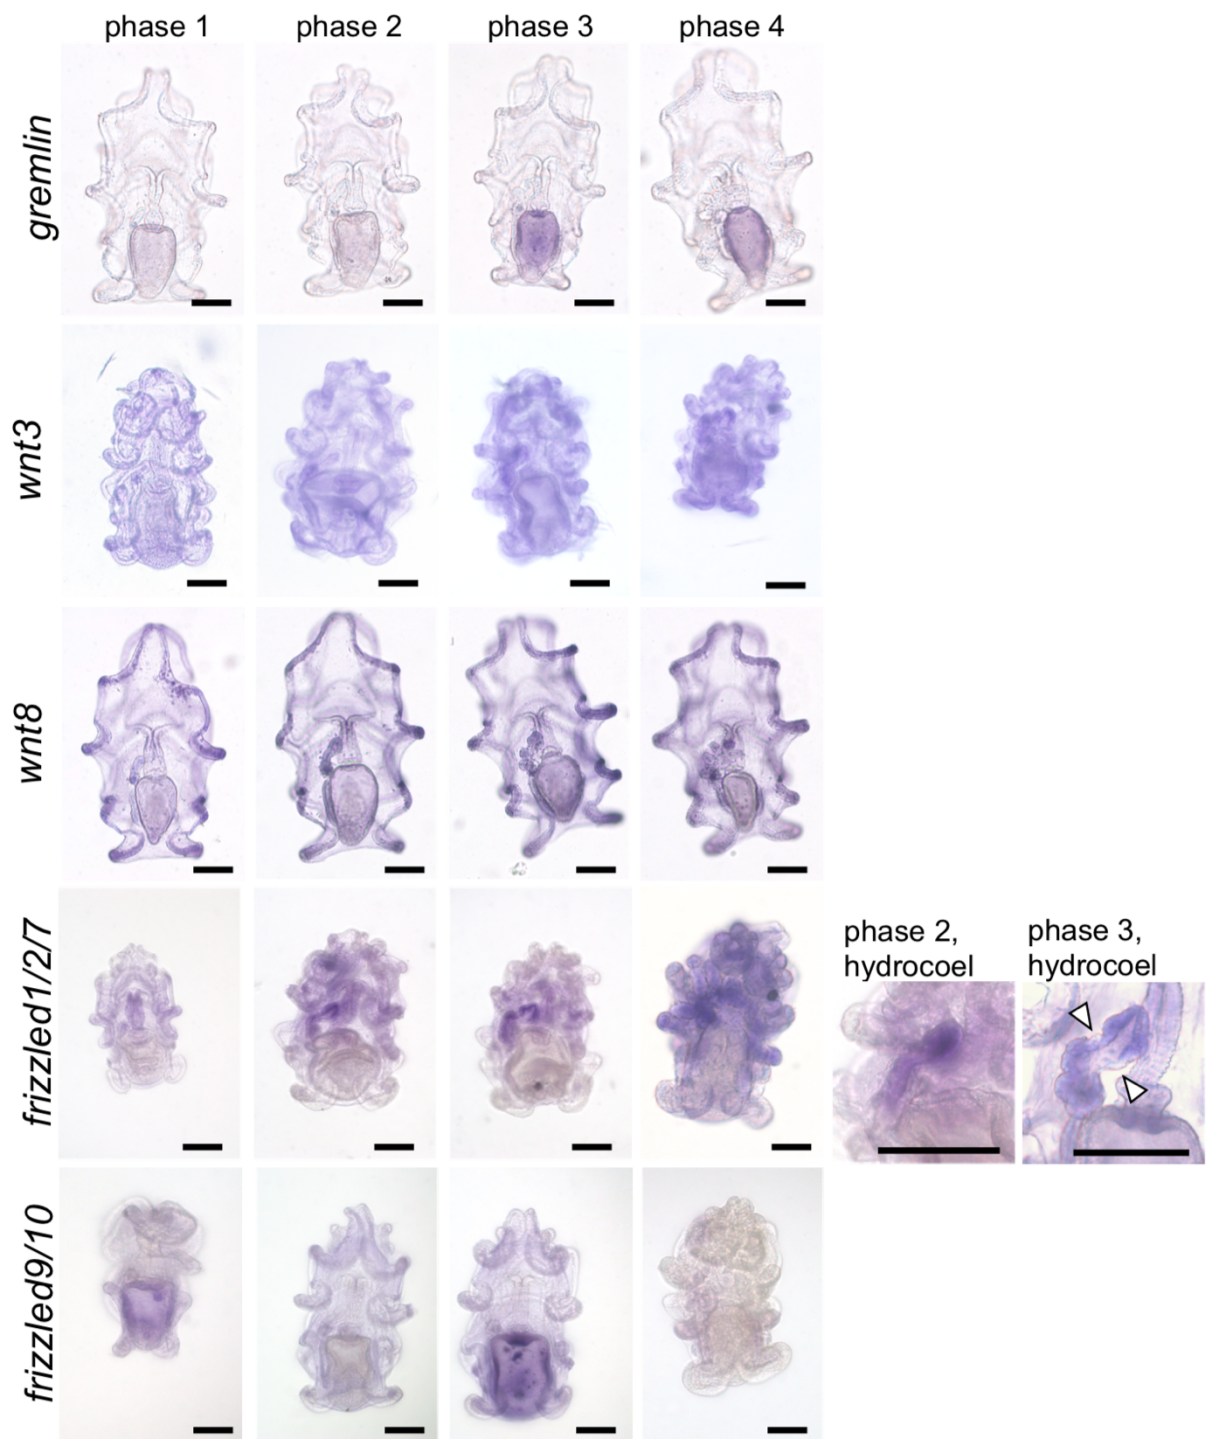 phase 1 phase 2 phase 3 phase 4
gremlin
wnt3
wnt8
frizzled1/2/7
phase 2,
hydrocoel
phase 3,
hydrocoel
frizzled9/10